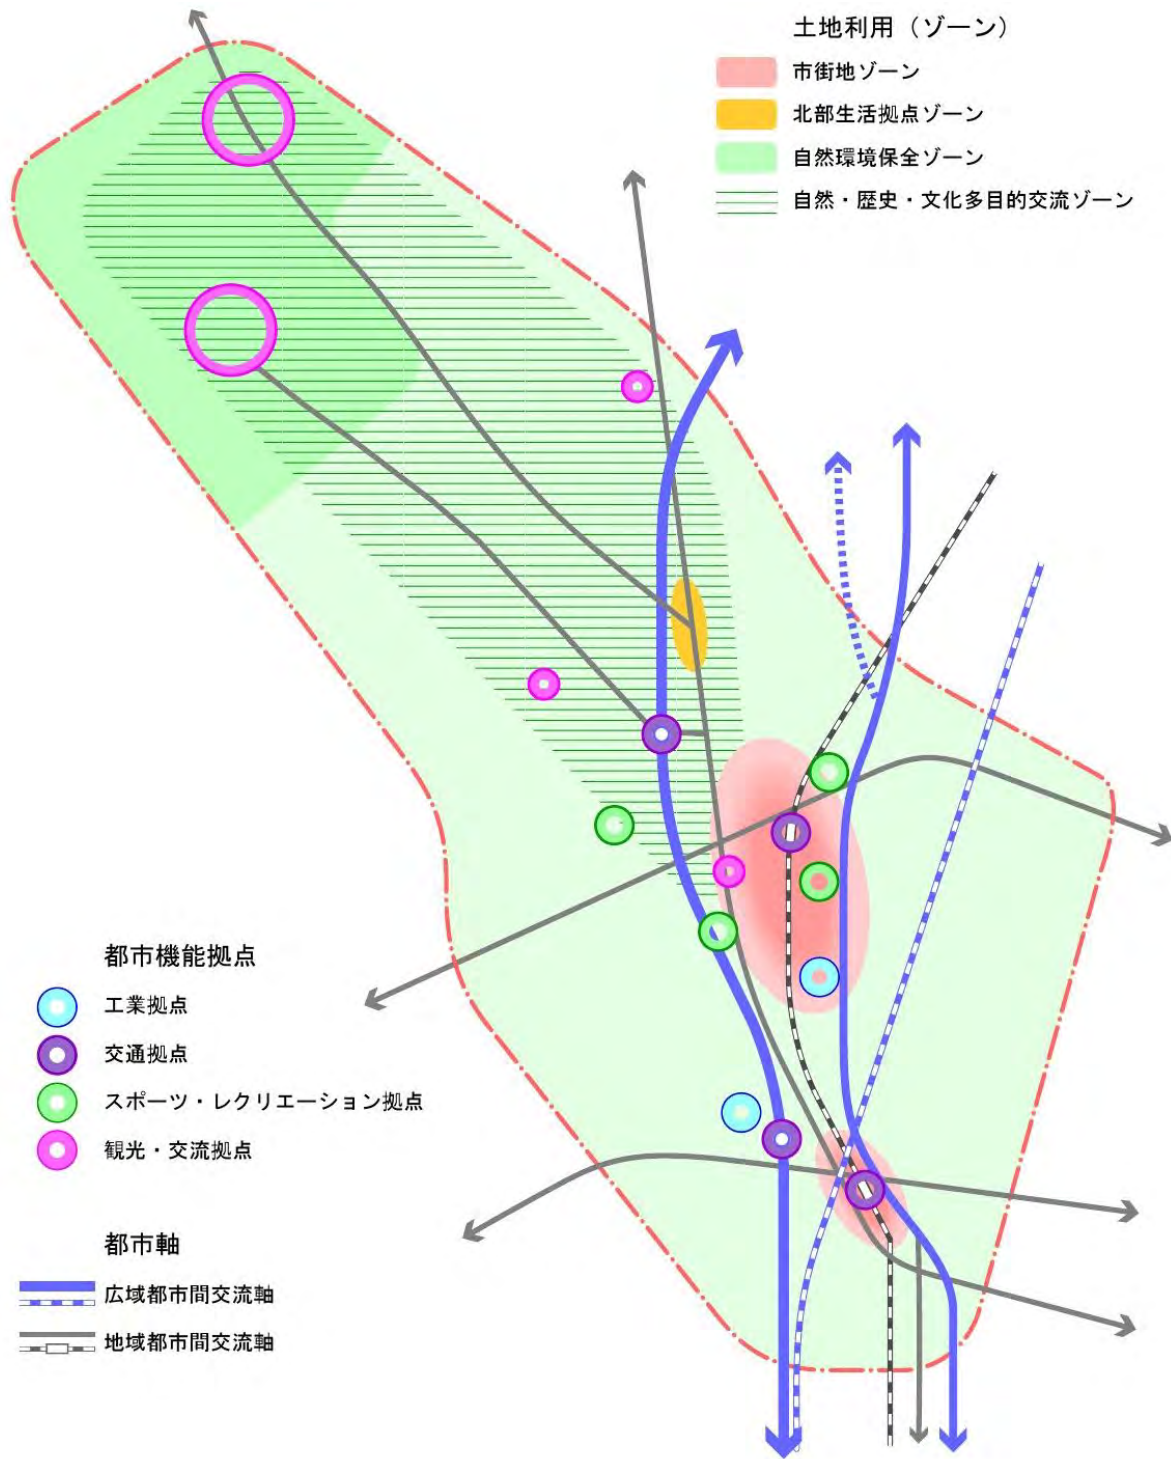 土地利用（ゾーン）
市街地ゾーン
北部生活拠点ゾーン
自然環境保全ゾーン
自然・歴史・文化多目的交流ゾーン
都市機能拠点
工業拠点
交通拠点
スポーツ・レクリエーション拠点
観光・交流拠点
都市軸
広域都市間交流軸
地域都市間交流軸